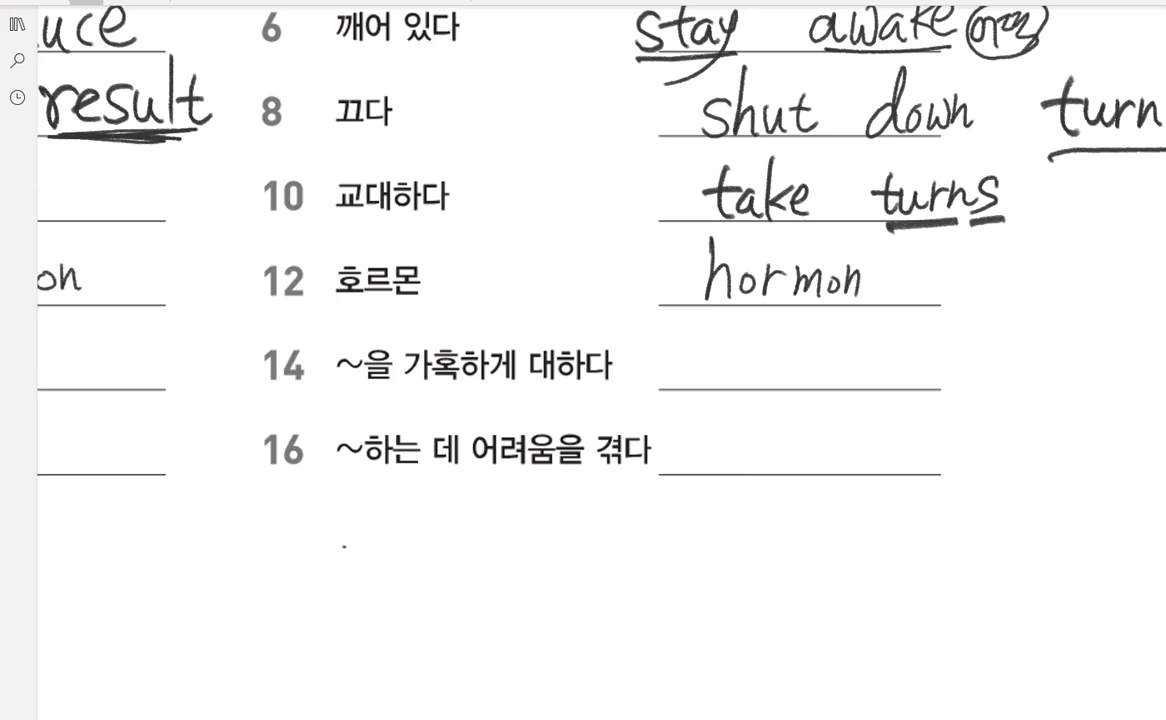 uce 6 깨어 있다 stay awake
result 8 끄다 shut down turn
10 교대하다 take turns
on 12 호르몬 hormon
14 ~을 가혹하게 대하다
16 ~하는 데 어려움을 겪다